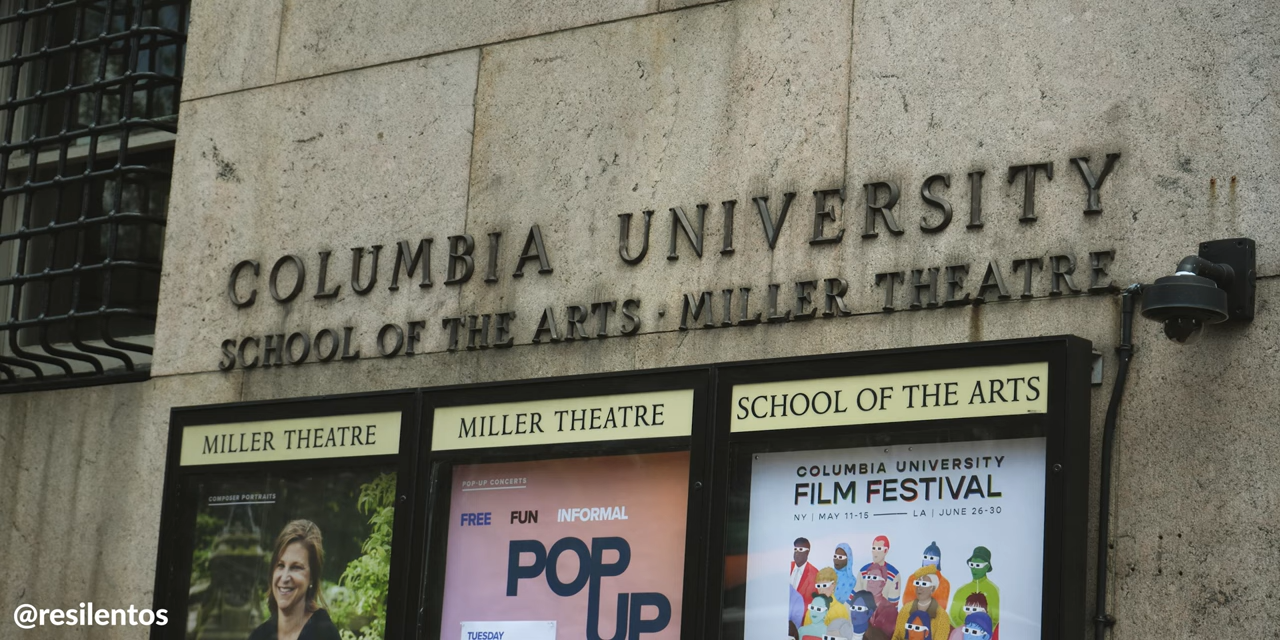 COLUMBIA UNIVERSITY
SCHOOL OF THE ARTS · MILLER THEATRE
MILLER THEATRE
MILLER THEATRE
SCHOOL OF THE ARTS
COMPOSER PORTRAITS
POP-UP CONCERTS
FREE FUN INFORMAL
POP
UP
TUESDAY
COLUMBIA UNIVERSITY
FILM FESTIVAL
NY | MAY 11-15 LA | JUNE 26-30
@resilentos